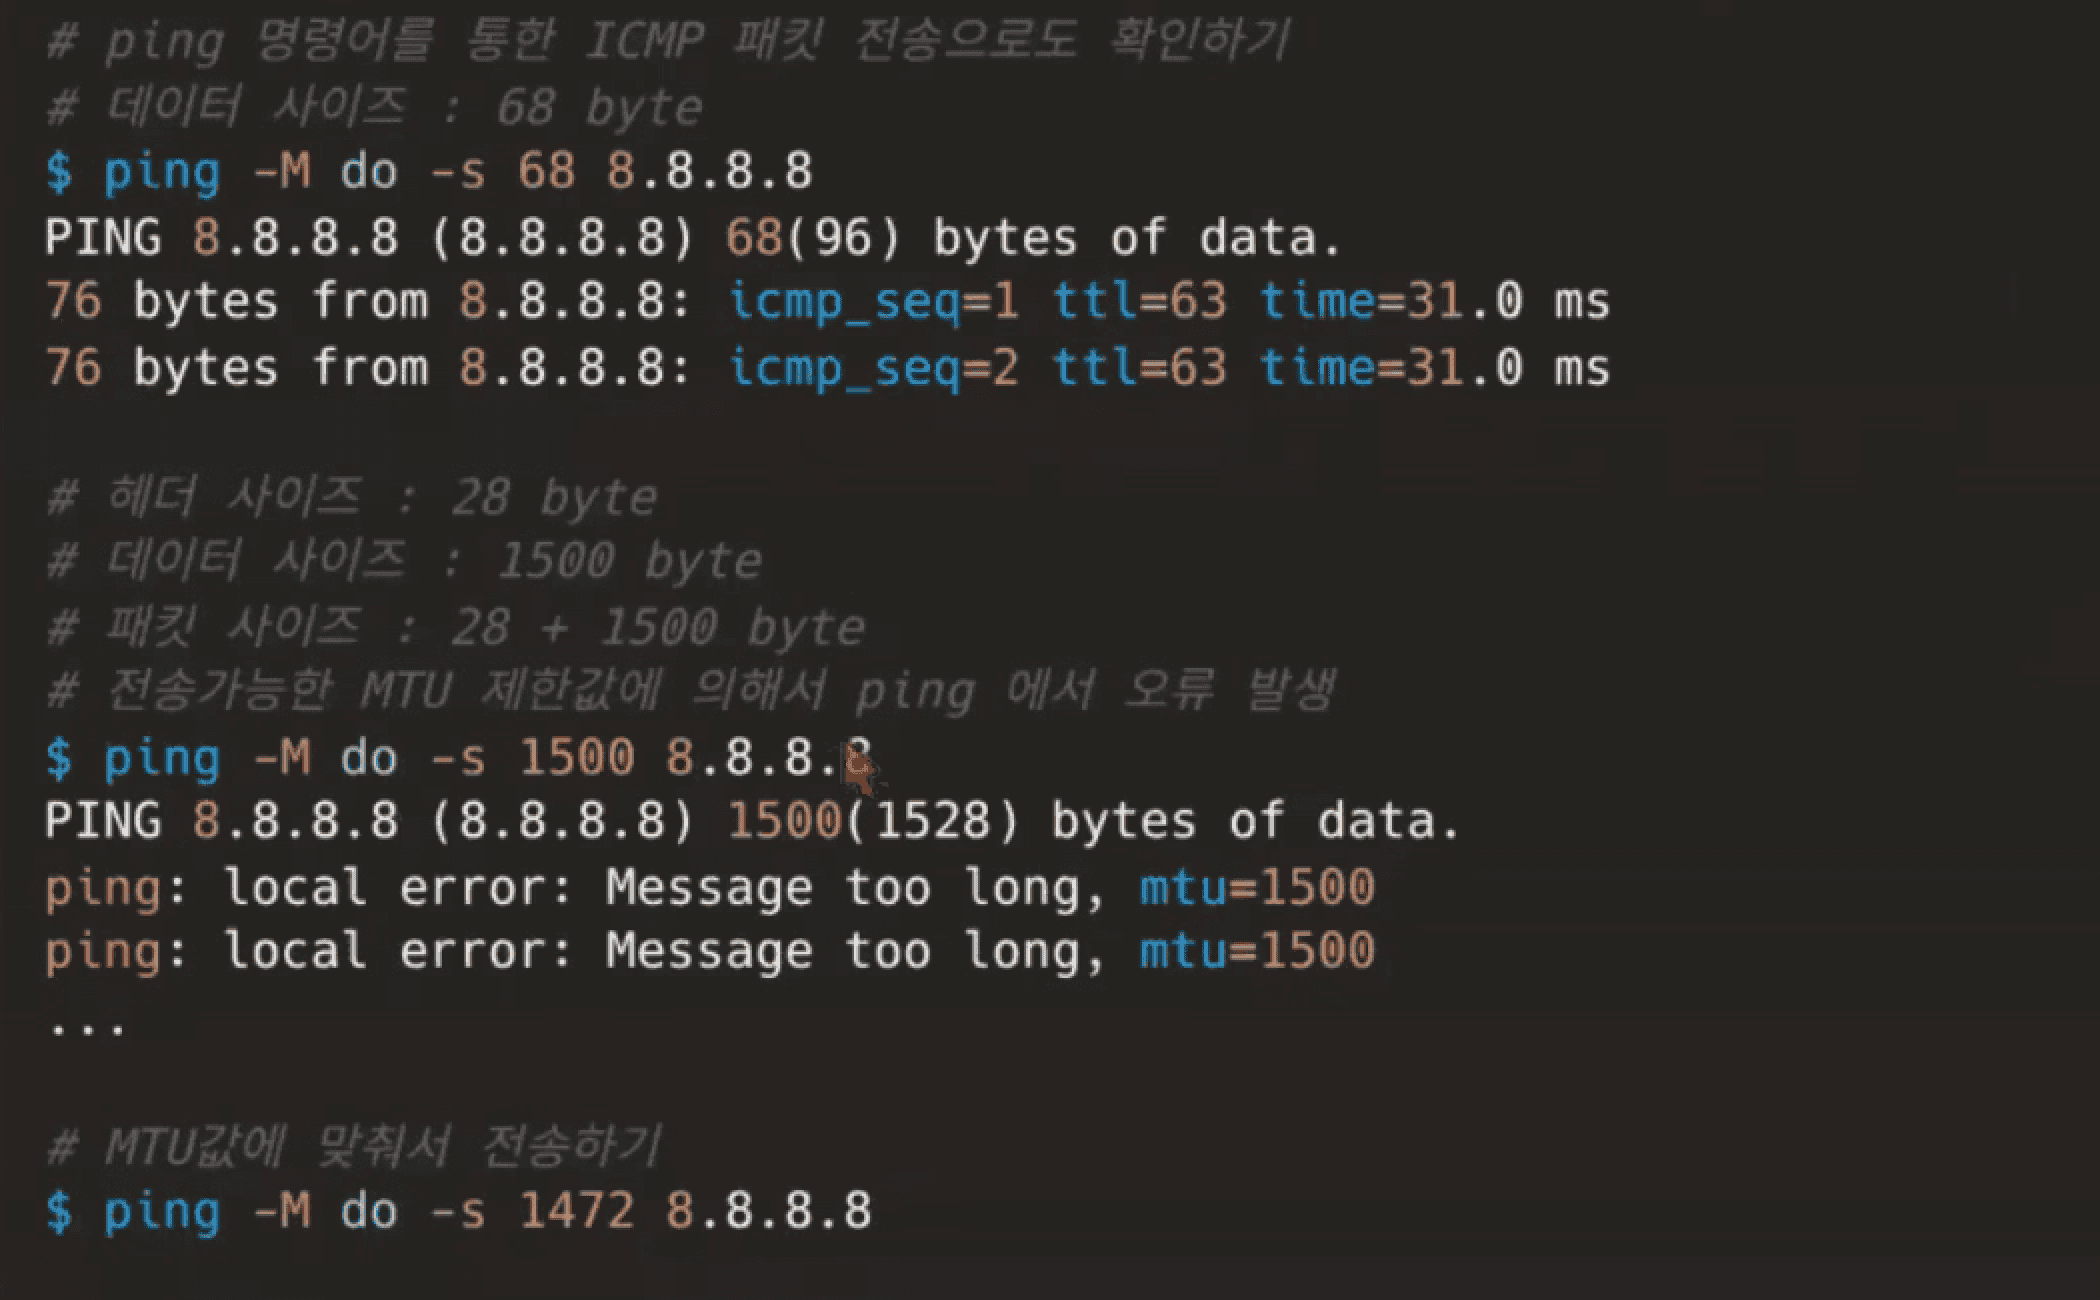 # ping 명령어를 통한 ICMP 패킷 전송으로도 확인하기
# 데이터 사이즈 : 68 byte
$ ping -M do -s 68 8.8.8.8
PING 8.8.8.8 (8.8.8.8) 68(96) bytes of data.
76 bytes from 8.8.8.8: icmp_seq=1 ttl=63 time=31.0 ms
76 bytes from 8.8.8.8: icmp_seq=2 ttl=63 time=31.0 ms
# 헤더 사이즈 : 28 byte
# 데이터 사이즈 : 1500 byte
# 패킷 사이즈 : 28 + 1500 byte
# 전송가능한 MTU 제한값에 의해서 ping 에서 오류 발생
$ ping -M do -s 1500 8.8.8.8
PING 8.8.8.8 (8.8.8.8) 1500(1528) bytes of data.
ping: local error: Message too long, mtu=1500
ping: local error: Message too long, mtu=1500
...
# MTU값에 맞춰서 전송하기
$ ping -M do -s 1472 8.8.8.8